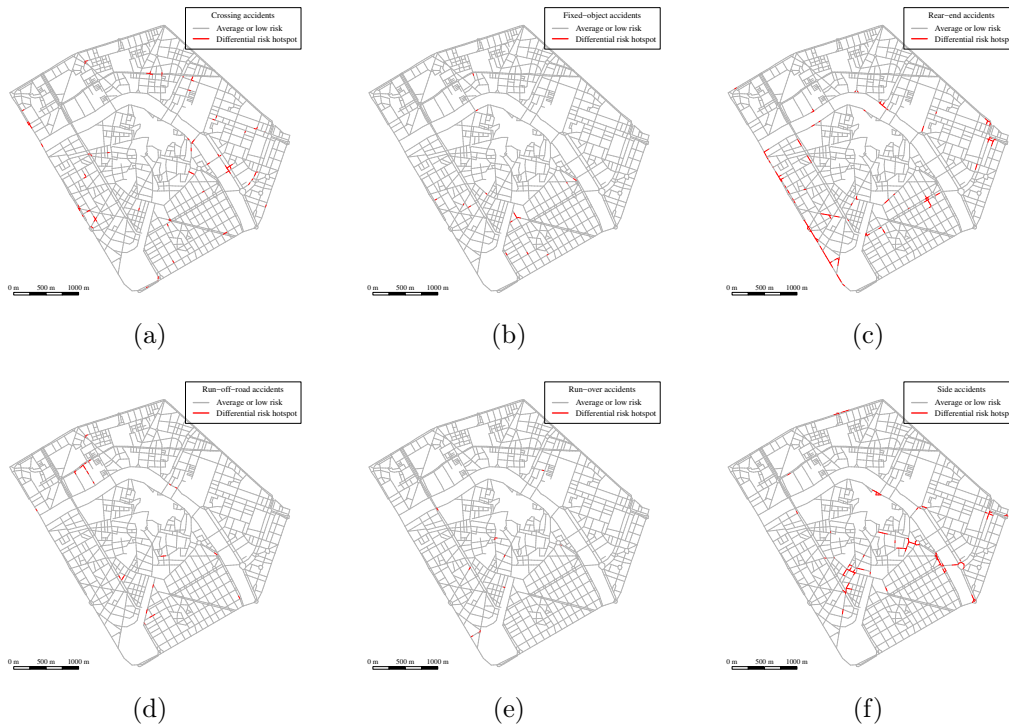 Crossing accidents
Average or low risk
Differential risk hotspot
0 m 500 m 1000 m
(a)
Fixed−object accidents
Average or low risk
Differential risk hotspot
0 m 500 m 1000 m
(b)
Rear−end accidents
Average or low risk
Differential risk hotspot
0 m 500 m 1000 m
(c)
Run−off−road accidents
Average or low risk
Differential risk hotspot
0 m 500 m 1000 m
(d)
Run−over accidents
Average or low risk
Differential risk hotspot
0 m 500 m 1000 m
(e)
Side accidents
Average or low risk
Differential risk hotspot
0 m 500 m 1000 m
(f)